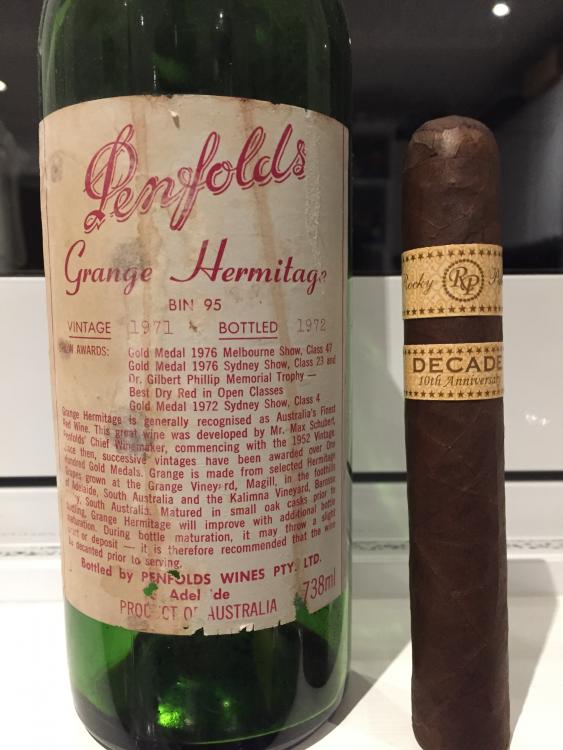 Penfolds
Grange Hermitage
BIN 95
VINTAGE 1971 BOTTLED 1972
AWARDS: Gold Medal 1976 Melbourne Show, Class 47
Gold Medal 1976 Sydney Show, Class 23 and
Dr. Gilbert Phillip Memorial Trophy —
Best Dry Red in Open Classes
Gold Medal 1972 Sydney Show, Class 4
Grange Hermitage is generally recognised as Australia's Finest
Red Wine. This great wine was developed by Mr. Max Schubert,
Penfolds' Chief Winemaker, commencing with the 1952 Vintage.
then, successive vintages have been awarded over One
Hundred Gold Medals. Grange is made from selected Hermitage
Grapes grown at the Grange Vineyard, Magill, in the foothills
of Adelaide, South Australia and the Kalimna Vineyard, Barossa
South Australia. Matured in small oak casks prior to
bottling, Grange Hermitage will improve with additional bottle
maturation. During bottle maturation, it may throw a slight
or deposit — it is therefore recommended that the wine
be decanted prior to serving.
Bottled by PENFOLDS WINES PTY. LTD.
Adel de
PRODUCT OF AUSTRALIA 738ml
Rocky RP P
DECADE
10th Anniversary